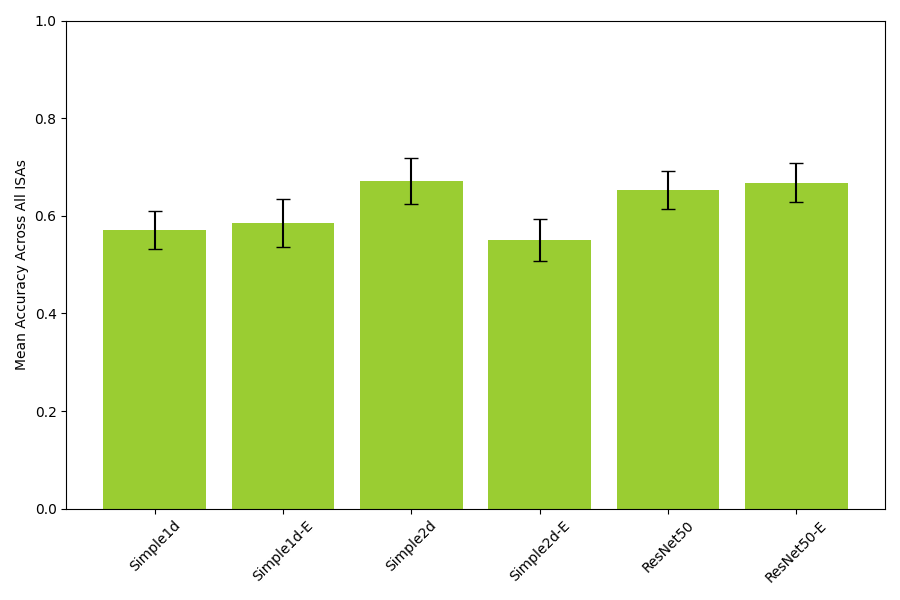 Mean Accuracy Across All ISAs
1.0
0.8
0.6
0.4
0.2
0.0
Simple1d
Simple1d-E
Simple2d
Simple2d-E
ResNet50
ResNet50-E